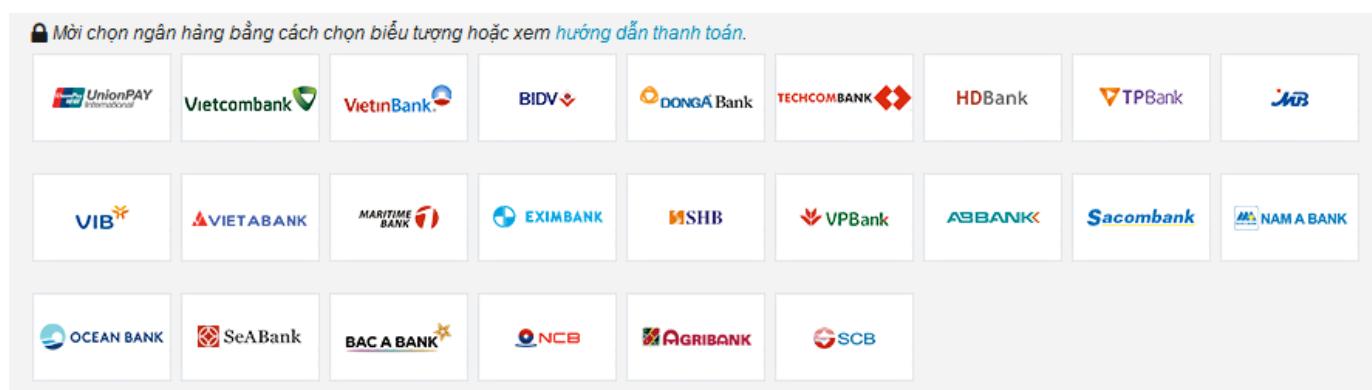 Mời chọn ngân hàng bằng cách chọn biểu tượng hoặc xem hướng dẫn thanh toán.
UnionPAY International Vietcombank VietinBank BIDV DONGÁ Bank TECHCOMBANK HDBank TPBank MB
VIB VIETABANK MARITIME BANK EXIMBANK SHB VPBank ABBANK Sacombank NAM A BANK
OCEAN BANK SeABank BAC A BANK NCB AGRIBANK SCB